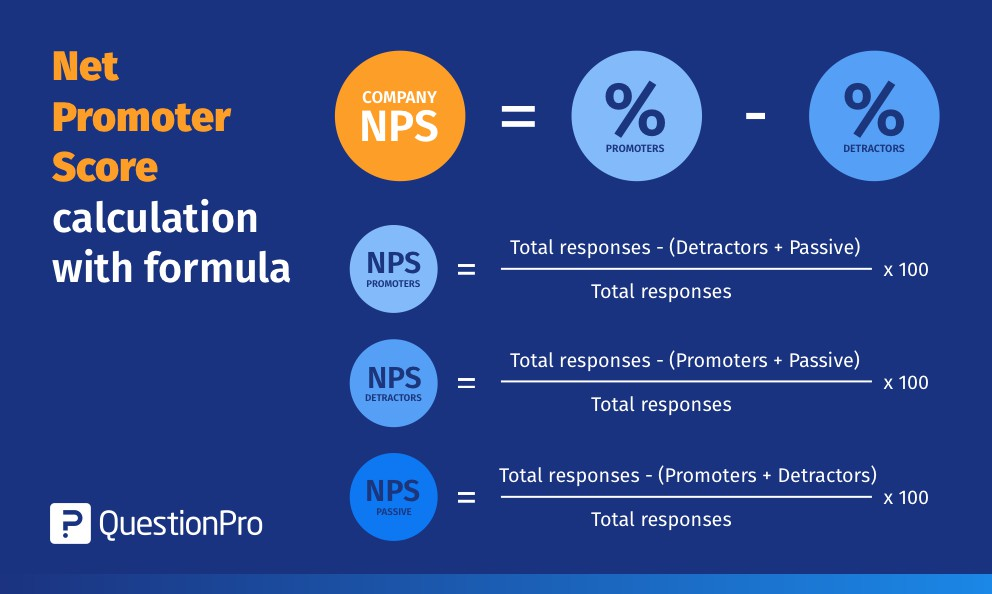 Net
Promoter
Score
calculation
with formula
COMPANY
NPS
=
%
PROMOTERS
-
%
DETRACTORS
NPS
PROMOTERS
=
Total responses - (Detractors + Passive)
Total responses
x 100
NPS
DETRACTORS
=
Total responses - (Promoters + Passive)
Total responses
x 100
NPS
PASSIVE
=
Total responses - (Promoters + Detractors)
Total responses
x 100
QuestionPro